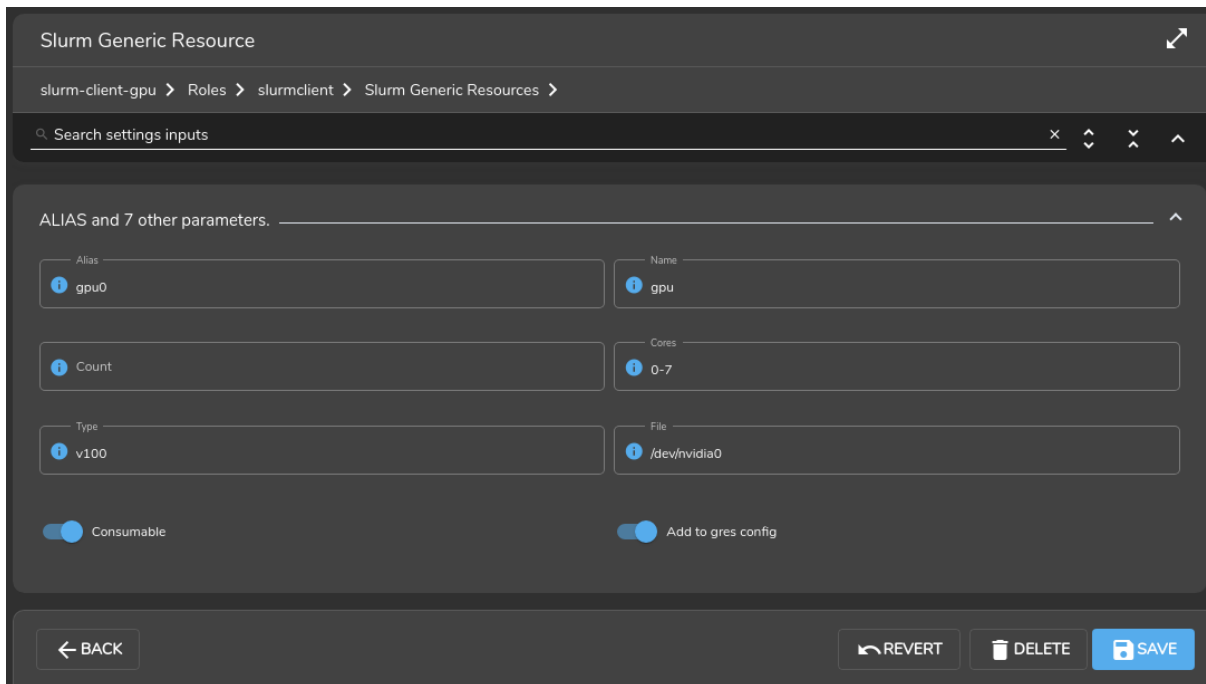 Slurm Generic Resource
slurm-client-gpu > Roles > slurmclient > Slurm Generic Resources >
Search settings inputs
ALIAS and 7 other parameters.
Alias
gpu0
Name
gpu
Count
Cores
0-7
Type
v100
File
/dev/nvidia0
Consumable
Add to gres config
BACK
REVERT
DELETE
SAVE